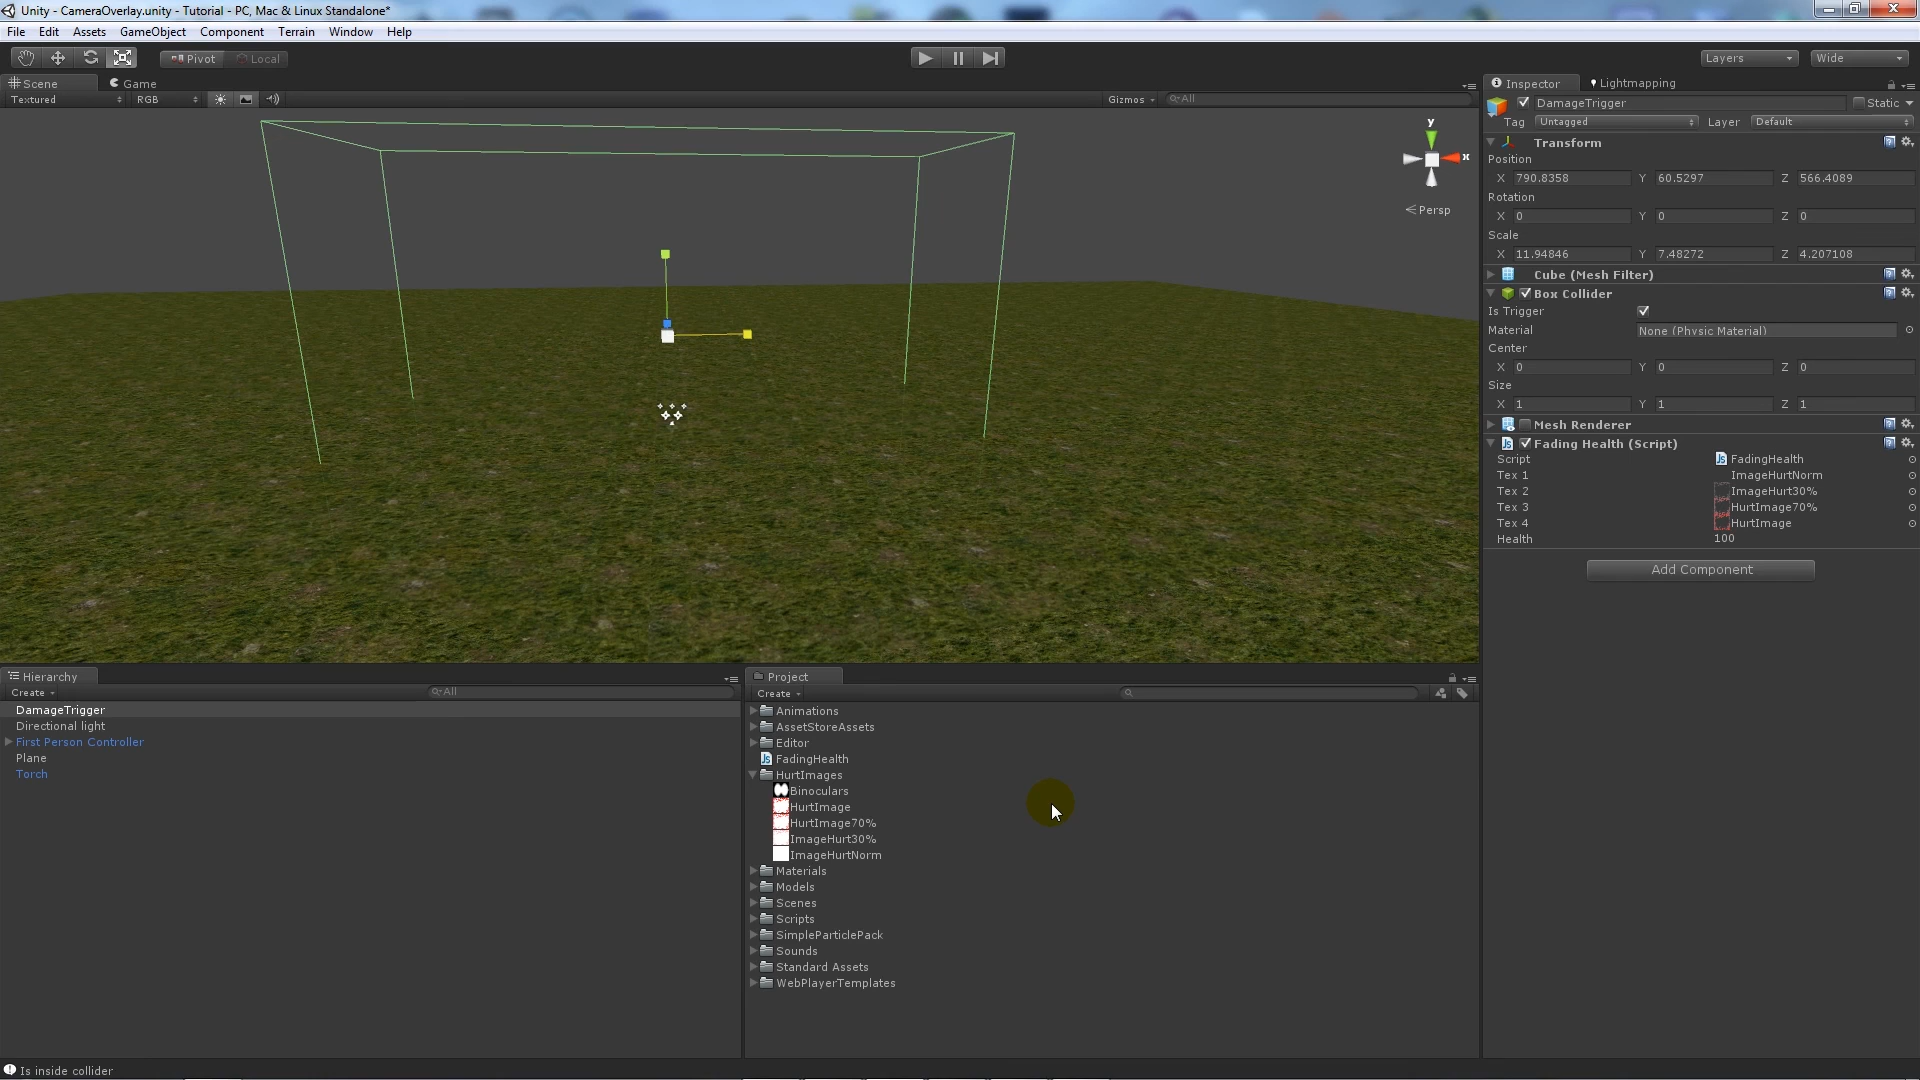 Unity - CameraOverlay.unity - Tutorial - PC, Mac & Linux Standalone*
File Edit Assets GameObject Component Terrain Window Help
Pivot Local Layers Wide
Scene Game
Textured RGB Gizmos All
y
x
Persp
Inspector Lightmapping
DamageTrigger Static
Tag Untagged Layer Default
Transform
Position
X 790.8358 Y 60.5297 Z 566.4089
Rotation
X 0 Y 0 Z 0
Scale
X 11.94846 Y 7.48272 Z 4.207108
Cube (Mesh Filter)
Box Collider
Is Trigger
Material None (Physic Material)
Center
X 0 Y 0 Z 0
Size
X 1 Y 1 Z 1
Mesh Renderer
Fading Health (Script)
Script FadingHealth
Tex 1 ImageHurtNorm
Tex 2 ImageHurt30%
Tex 3 HurtImage70%
Tex 4 HurtImage
Health 100
Add Component
Hierarchy
Create All
DamageTrigger
Directional light
First Person Controller
Plane
Torch
Project
Create
Animations
AssetStoreAssets
Editor
FadingHealth
HurtImages
Binoculars
HurtImage
HurtImage70%
ImageHurt30%
ImageHurtNorm
Materials
Models
Scenes
Scripts
SimpleParticlePack
Sounds
Standard Assets
WebPlayerTemplates
Is inside collider